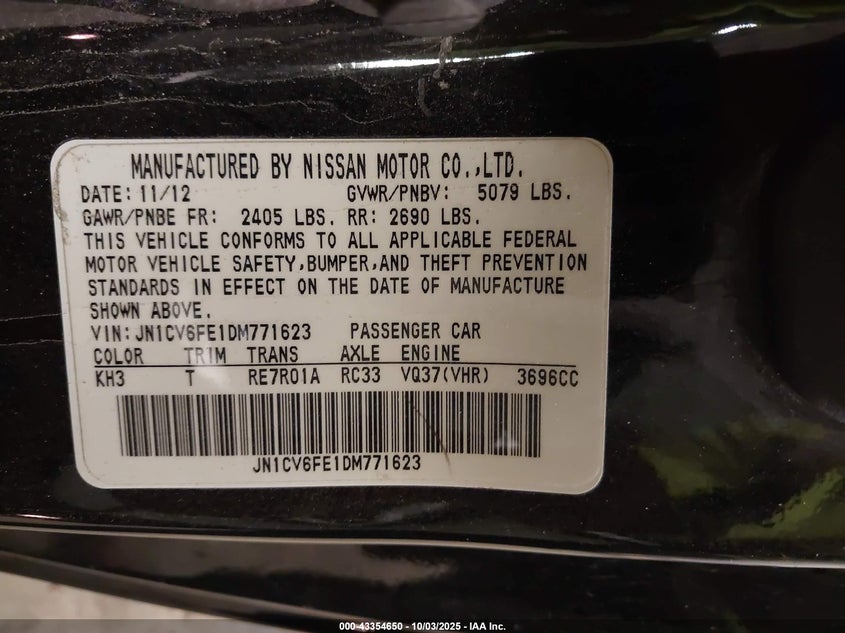 MANUFACTURED BY NISSAN MOTOR CO.,LTD.
DATE: 11/12 GVWR/PNBV: 5079 LBS.
GAWR/PNBE FR: 2405 LBS. RR: 2690 LBS.
THIS VEHICLE CONFORMS TO ALL APPLICABLE FEDERAL
MOTOR VEHICLE SAFETY,BUMPER,AND THEFT PREVENTION
STANDARDS IN EFFECT ON THE DATE OF MANUFACTURE
SHOWN ABOVE.
VIN:JN1CV6FE1DM771623 PASSENGER CAR
COLOR TRIM TRANS AXLE ENGINE
KH3 T RE7R01A RC33 VQ37(VHR) 3696CC
JN1CV6FE1DM771623
000-43354650 - 10/03/2025 - IAA Inc.